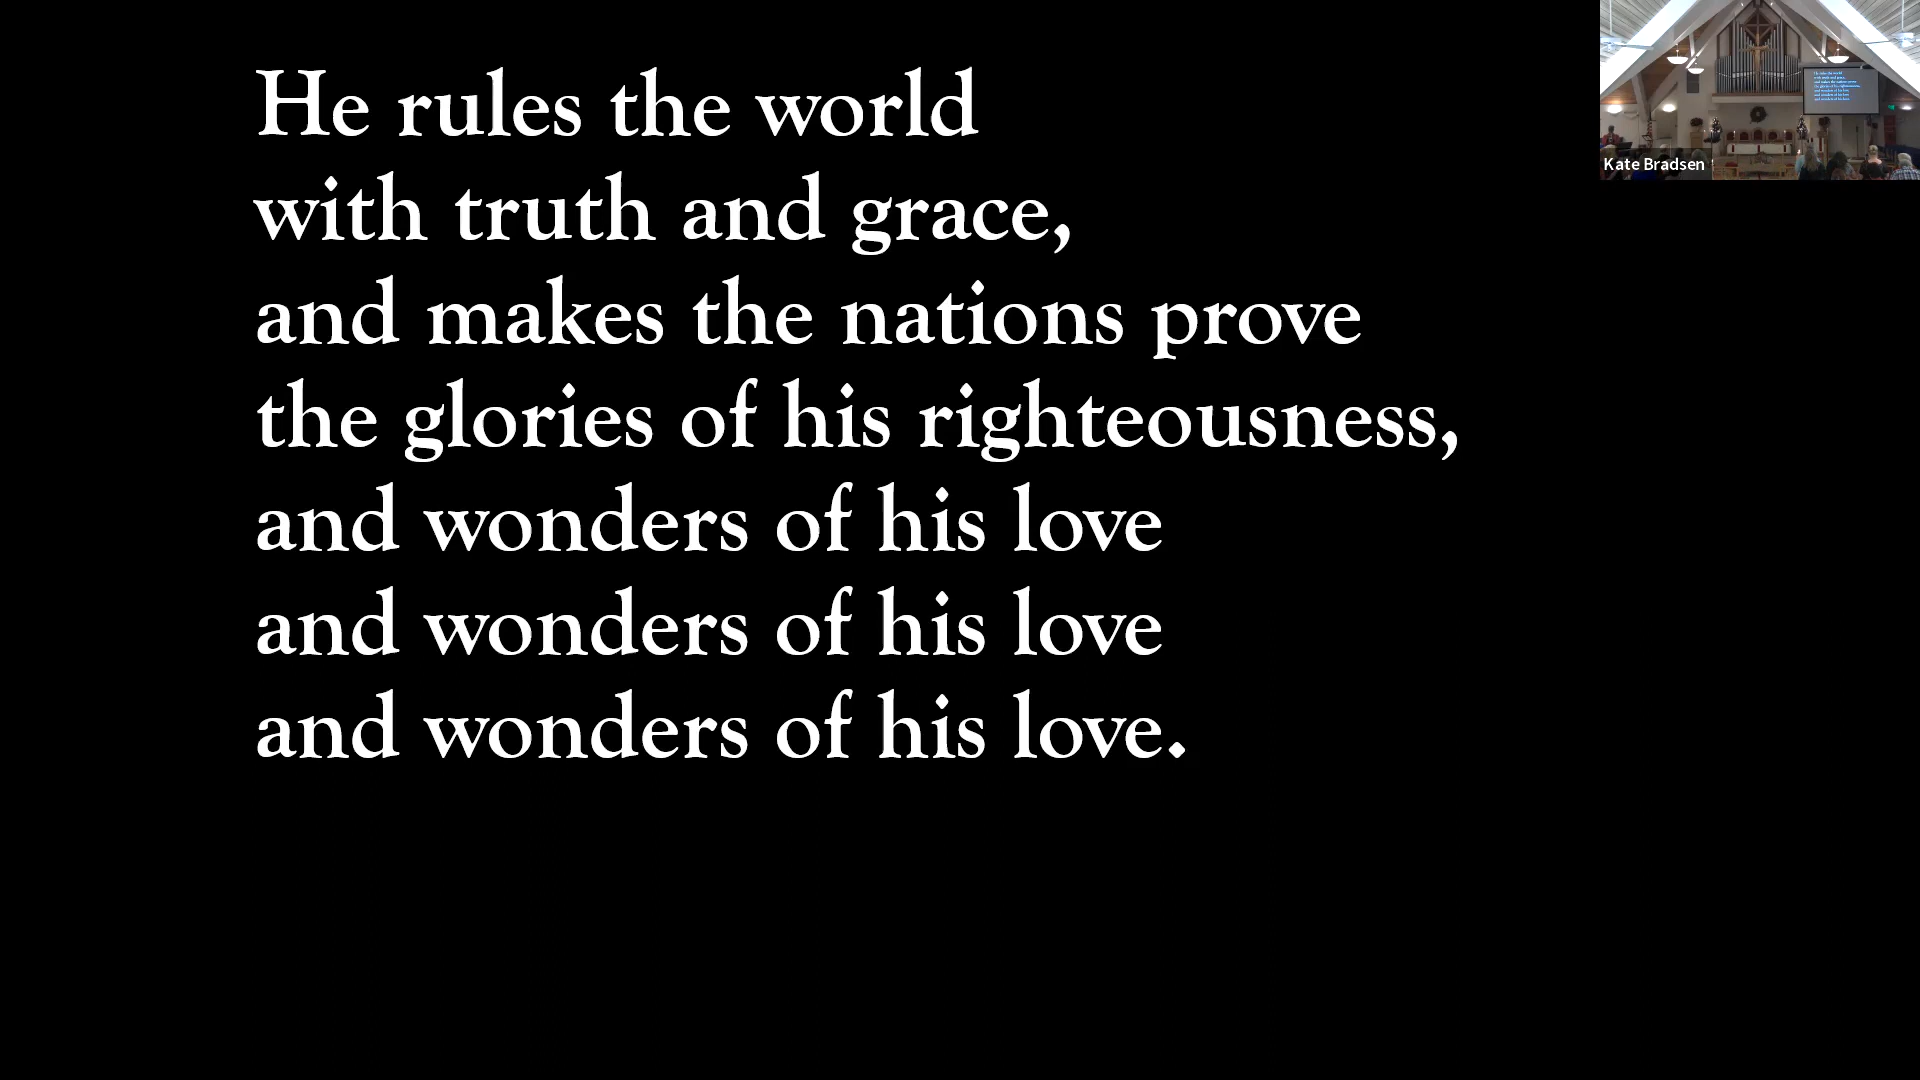 He rules the world
with truth and grace,
and makes the nations prove
the glories of his righteousness,
and wonders of his love
and wonders of his love
and wonders of his love.
Kate Bradsen